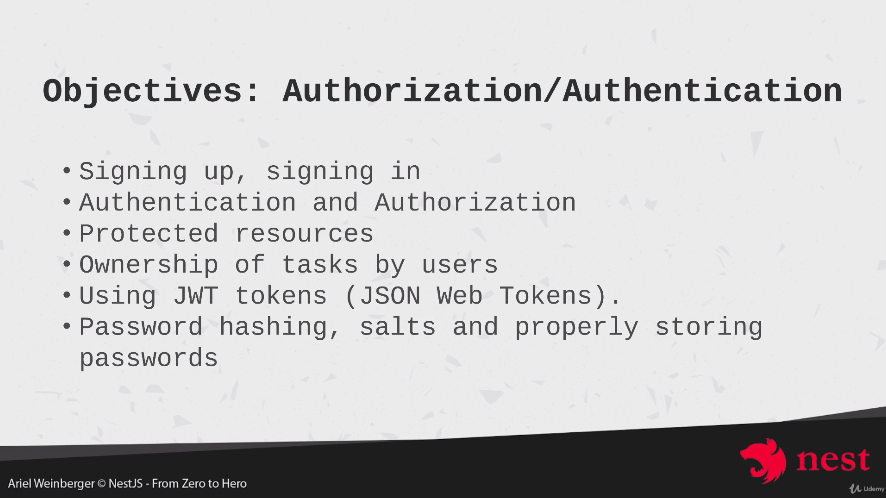 Objectives: Authorization/Authentication
• Signing up, signing in
• Authentication and Authorization
• Protected resources
• Ownership of tasks by users
• Using JWT tokens (JSON Web Tokens).
• Password hashing, salts and properly storing
passwords
nest
Ariel Weinberger © NestJS - From Zero to Hero
Udemy